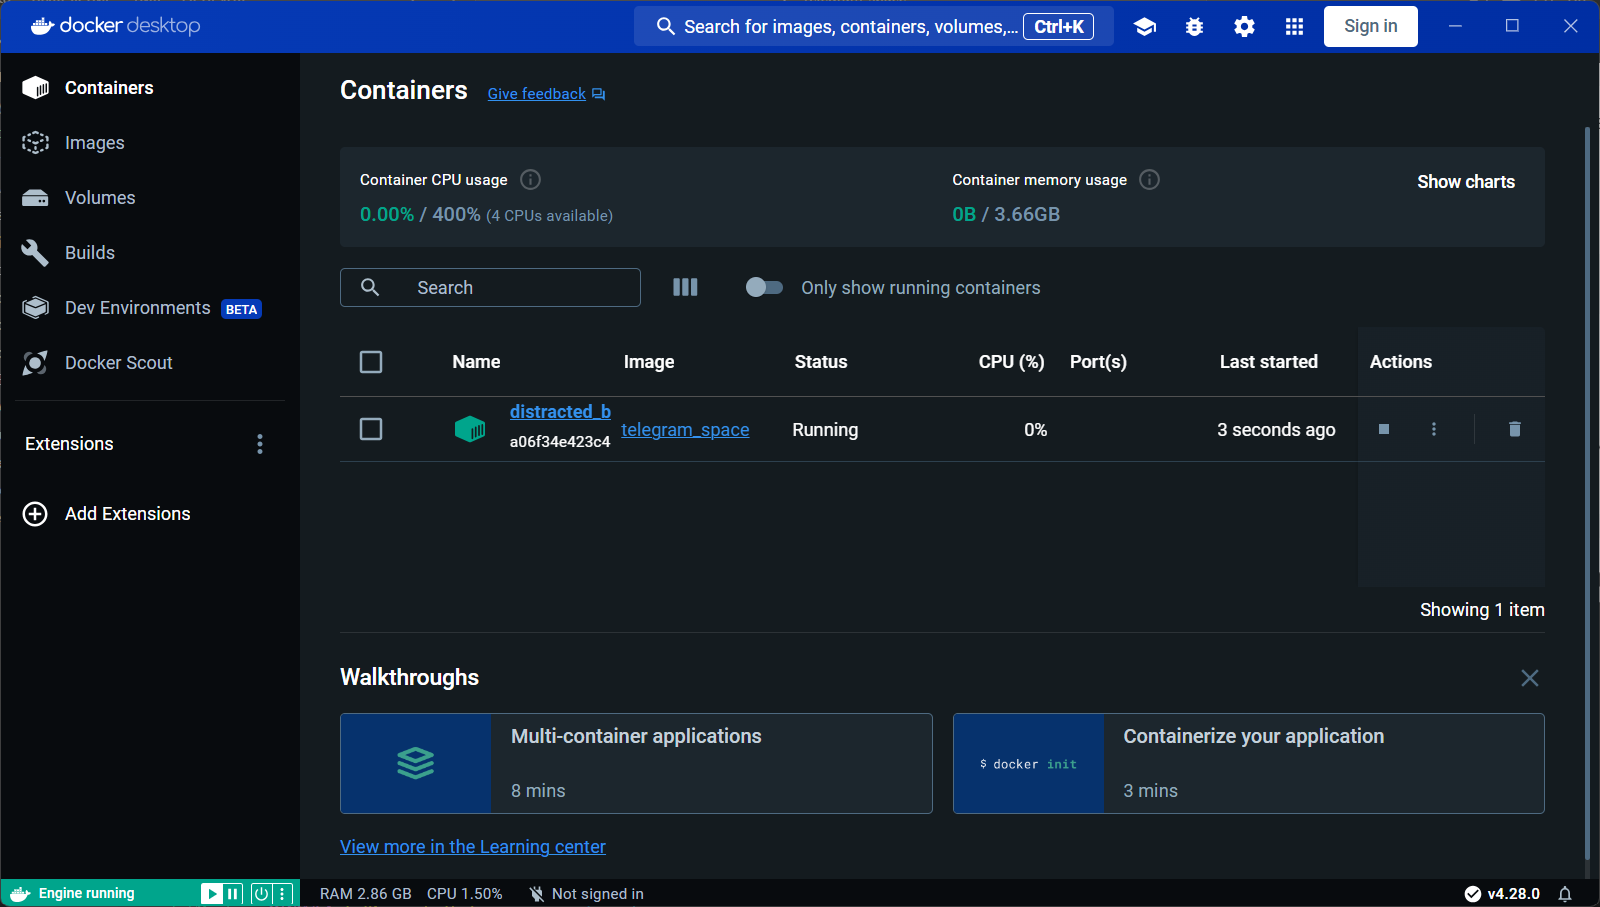 docker desktop
Search for images, containers, volumes,... Ctrl+K
Sign in
Containers
Images
Volumes
Builds
Dev Environments BETA
Docker Scout
Extensions
Add Extensions
Containers Give feedback
Container CPU usage
0.00% / 400% (4 CPUs available)
Container memory usage
0B / 3.66GB
Show charts
Search
Only show running containers
Name Image Status CPU (%) Port(s) Last started Actions
distracted_b
a06f34e423c4
telegram_space Running 0% 3 seconds ago
Showing 1 item
Walkthroughs
Multi-container applications
8 mins
$ docker init
Containerize your application
3 mins
View more in the Learning center
Engine running
RAM 2.86 GB CPU 1.50% Not signed in
v4.28.0